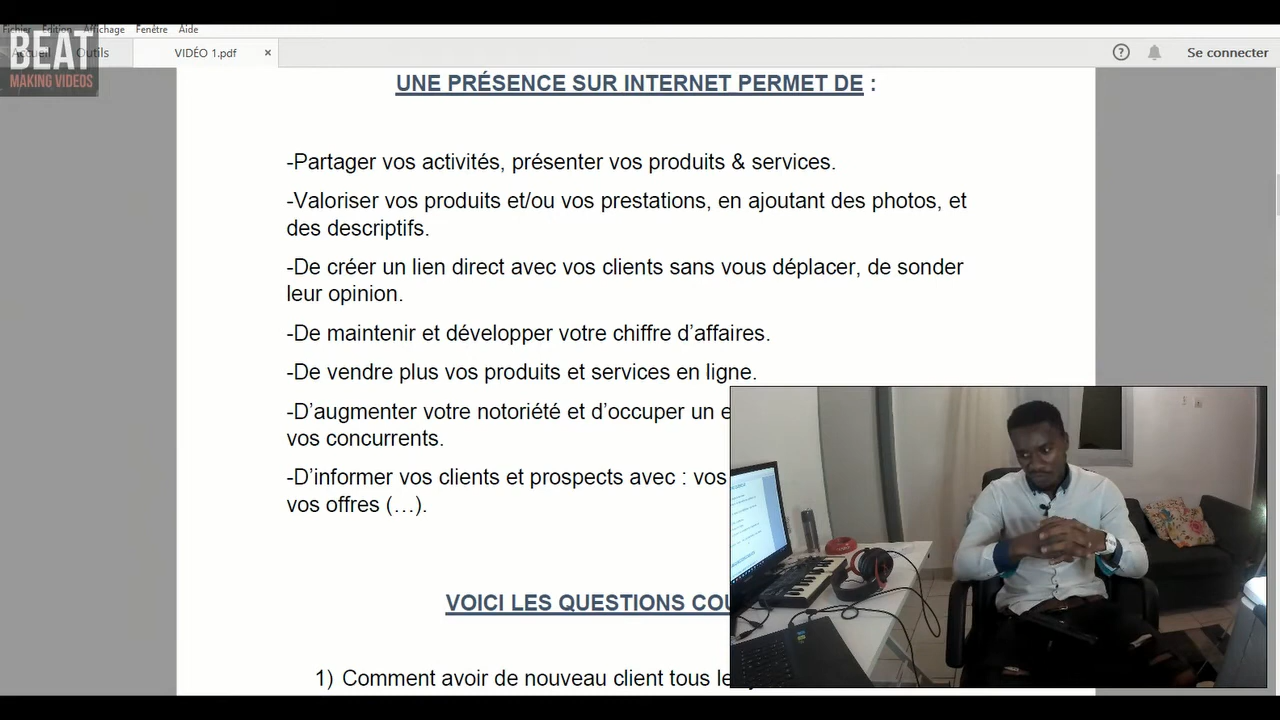 Fichier Edition Affichage Fenêtre Aide
BEAT
MAKING VIDEOS
Accueil Outils VIDÉO 1.pdf × Se connecter
UNE PRÉSENCE SUR INTERNET PERMET DE :
-Partager vos activités, présenter vos produits & services.
-Valoriser vos produits et/ou vos prestations, en ajoutant des photos, et
des descriptifs.
-De créer un lien direct avec vos clients sans vous déplacer, de sonder
leur opinion.
-De maintenir et développer votre chiffre d’affaires.
-De vendre plus vos produits et services en ligne.
-D’augmenter votre notoriété et d’occuper un
vos concurrents.
-D’informer vos clients et prospects avec : vos
vos offres (…).
VOICI LES QUESTIONS
1) Comment avoir de nouveau client tous